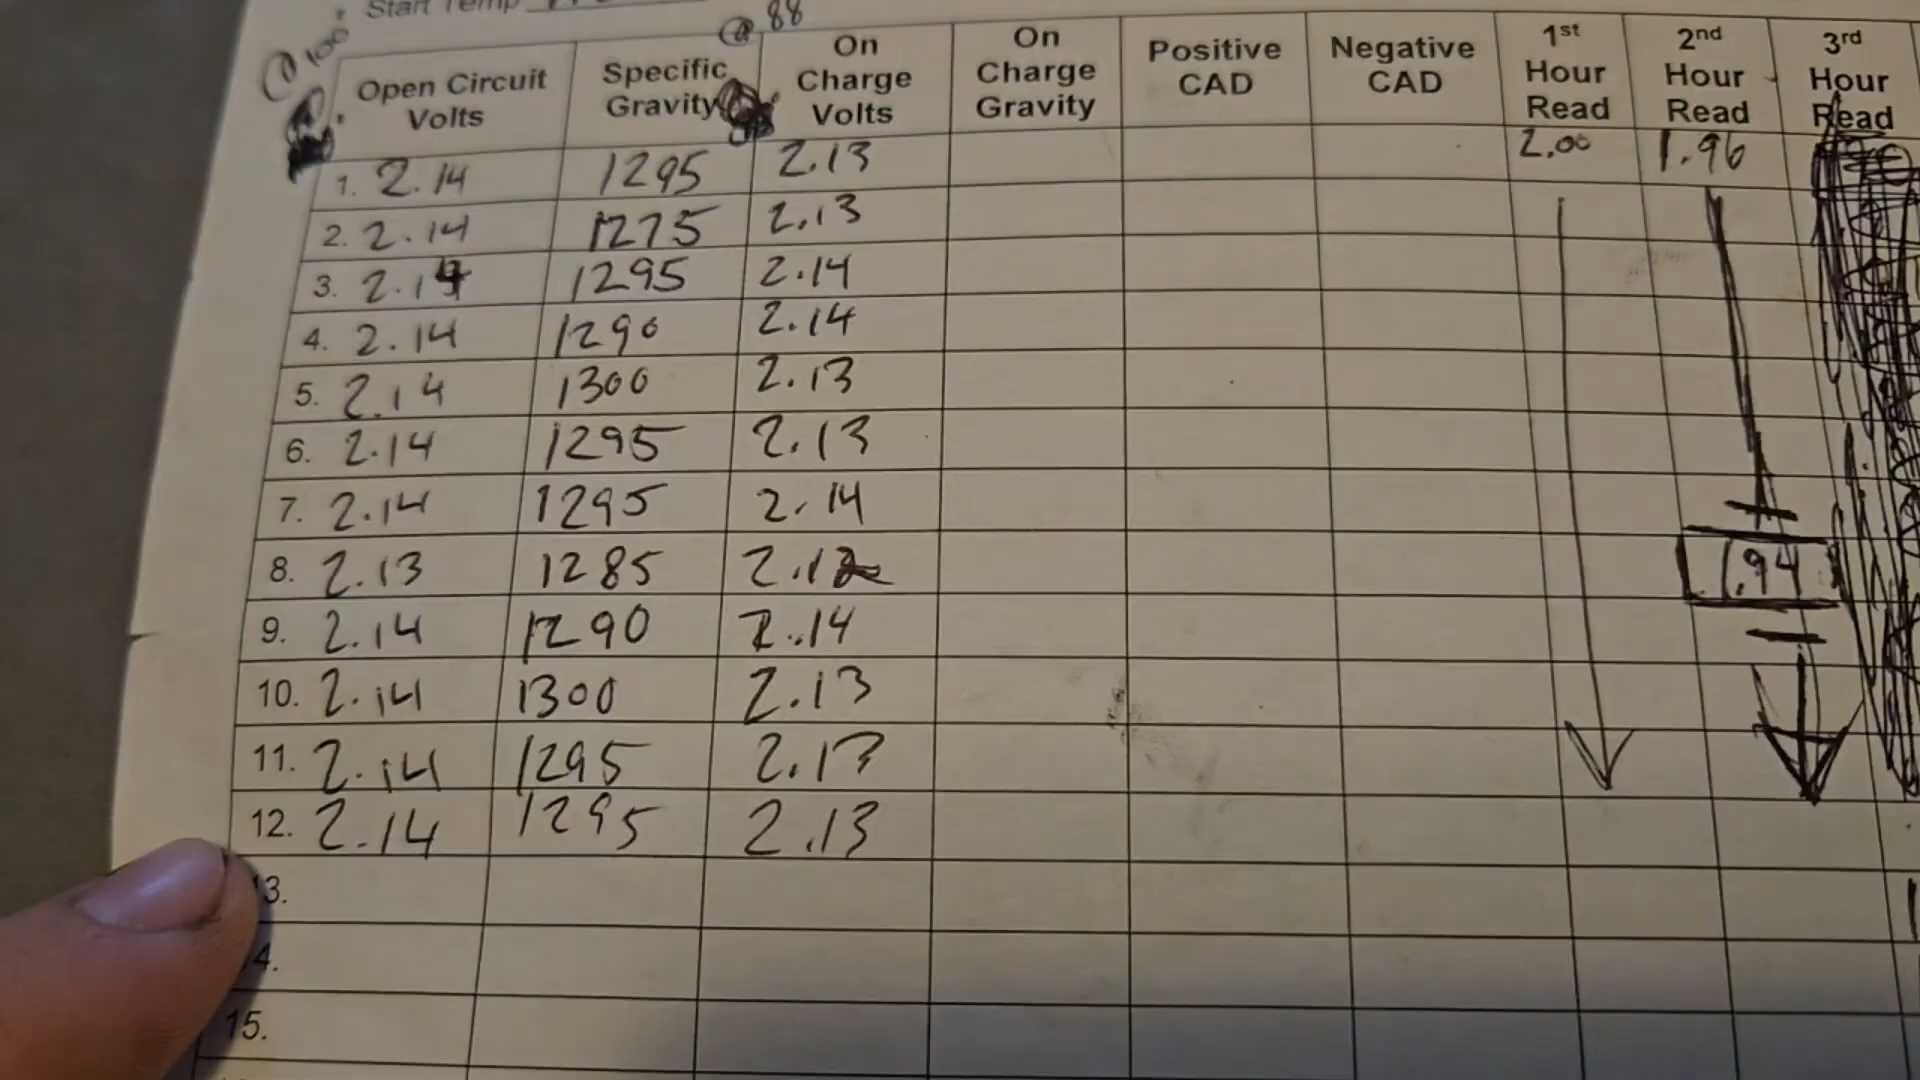 Start Temp
@ 100°
@ 88
Open Circuit Volts | Specific Gravity | On Charge Volts | On Charge Gravity | Positive CAD | Negative CAD | 1st Hour Read | 2nd Hour Read | 3rd Hour Read
1. 2.14 | 1295 | 2.13 | 2.00 | 1.96
2. 2.14 | 1275 | 2.13
3. 2.14 | 1295 | 2.14
4. 2.14 | 1290 | 2.14
5. 2.14 | 1300 | 2.13
6. 2.14 | 1295 | 2.13
7. 2.14 | 1295 | 2.14
8. 2.13 | 1285 | 2.12 | 1.94
9. 2.14 | 1290 | 2.14
10. 2.14 | 1300 | 2.13
11. 2.14 | 1295 | 2.13
12. 2.14 | 1295 | 2.13
13.
4.
15.